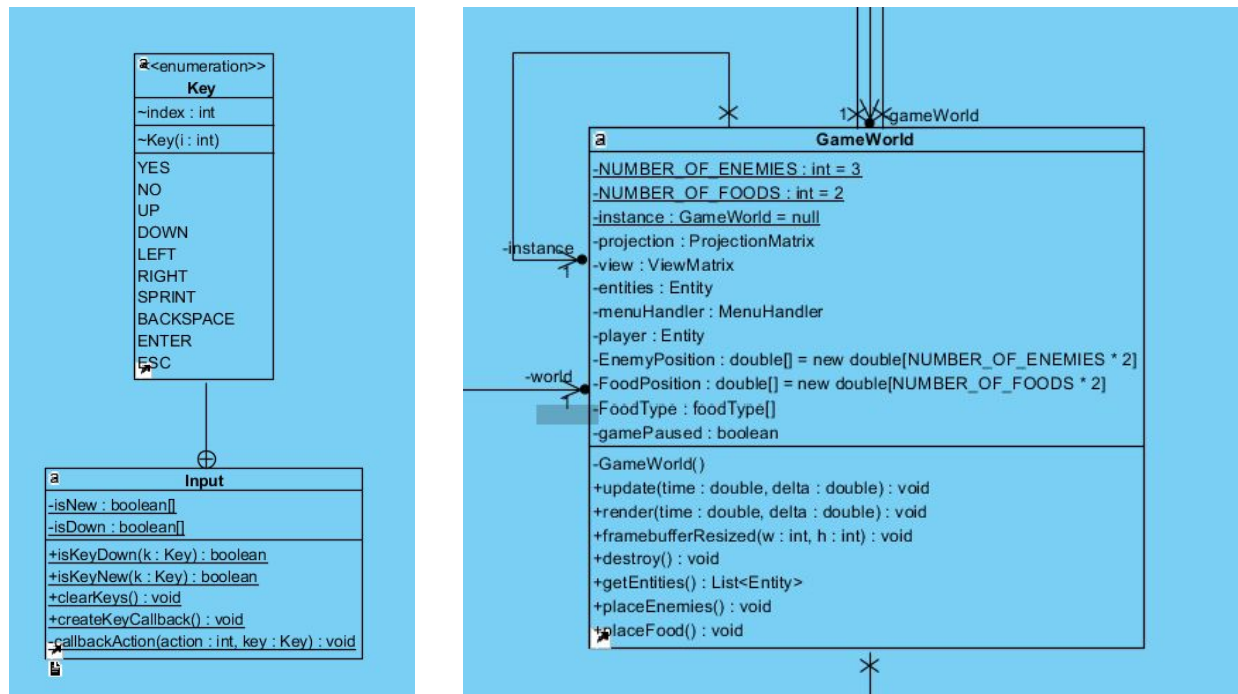 <<enumeration>>
Key
~index : int
~Key(i : int)
YES
NO
UP
DOWN
LEFT
RIGHT
SPRINT
BACKSPACE
ENTER
ESC
a
Input
-isNew : boolean[]
-isDown : boolean[]
+isKeyDown(k : Key) : boolean
+isKeyNew(k : Key) : boolean
+clearKeys() : void
+createKeyCallback() : void
-callbackAction(action : int, key : Key) : void
1
gameWorld
a
GameWorld
-NUMBER_OF_ENEMIES : int = 3
-NUMBER_OF_FOODS : int = 2
-instance : GameWorld = null
-projection : ProjectionMatrix
-instance
1
-view : ViewMatrix
-entities : Entity
-menuHandler : MenuHandler
-player : Entity
-EnemyPosition : double[] = new double[NUMBER_OF_ENEMIES * 2]
-world
1
-FoodPosition : double[] = new double[NUMBER_OF_FOODS * 2]
-FoodType : foodType[]
-gamePaused : boolean
-GameWorld()
+update(time : double, delta : double) : void
+render(time : double, delta : double) : void
+framebufferResized(w : int, h : int) : void
+destroy() : void
+getEntities() : List<Entity>
+placeEnemies() : void
+placeFood() : void